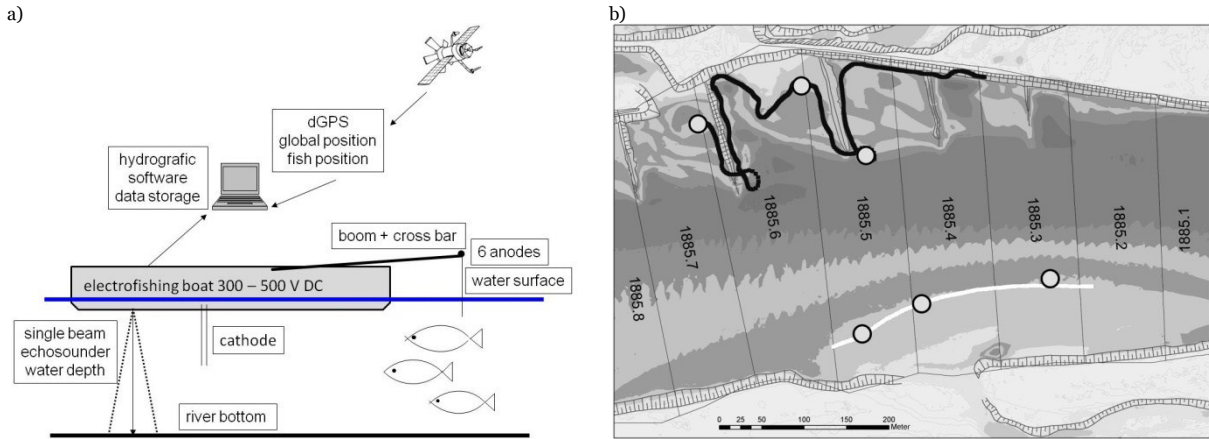 a)
dGPS
global position
fish position
hydrografic
software
data storage
boom + cross bar
6 anodes
water surface
electrofishing boat 300 – 500 V DC
single beam
echosounder
water depth
cathode
river bottom
b)
1885.8
1885.7
1885.6
1885.5
1885.4
1885.3
1885.2
1885.1
0 25 50 100 150 200
Meter